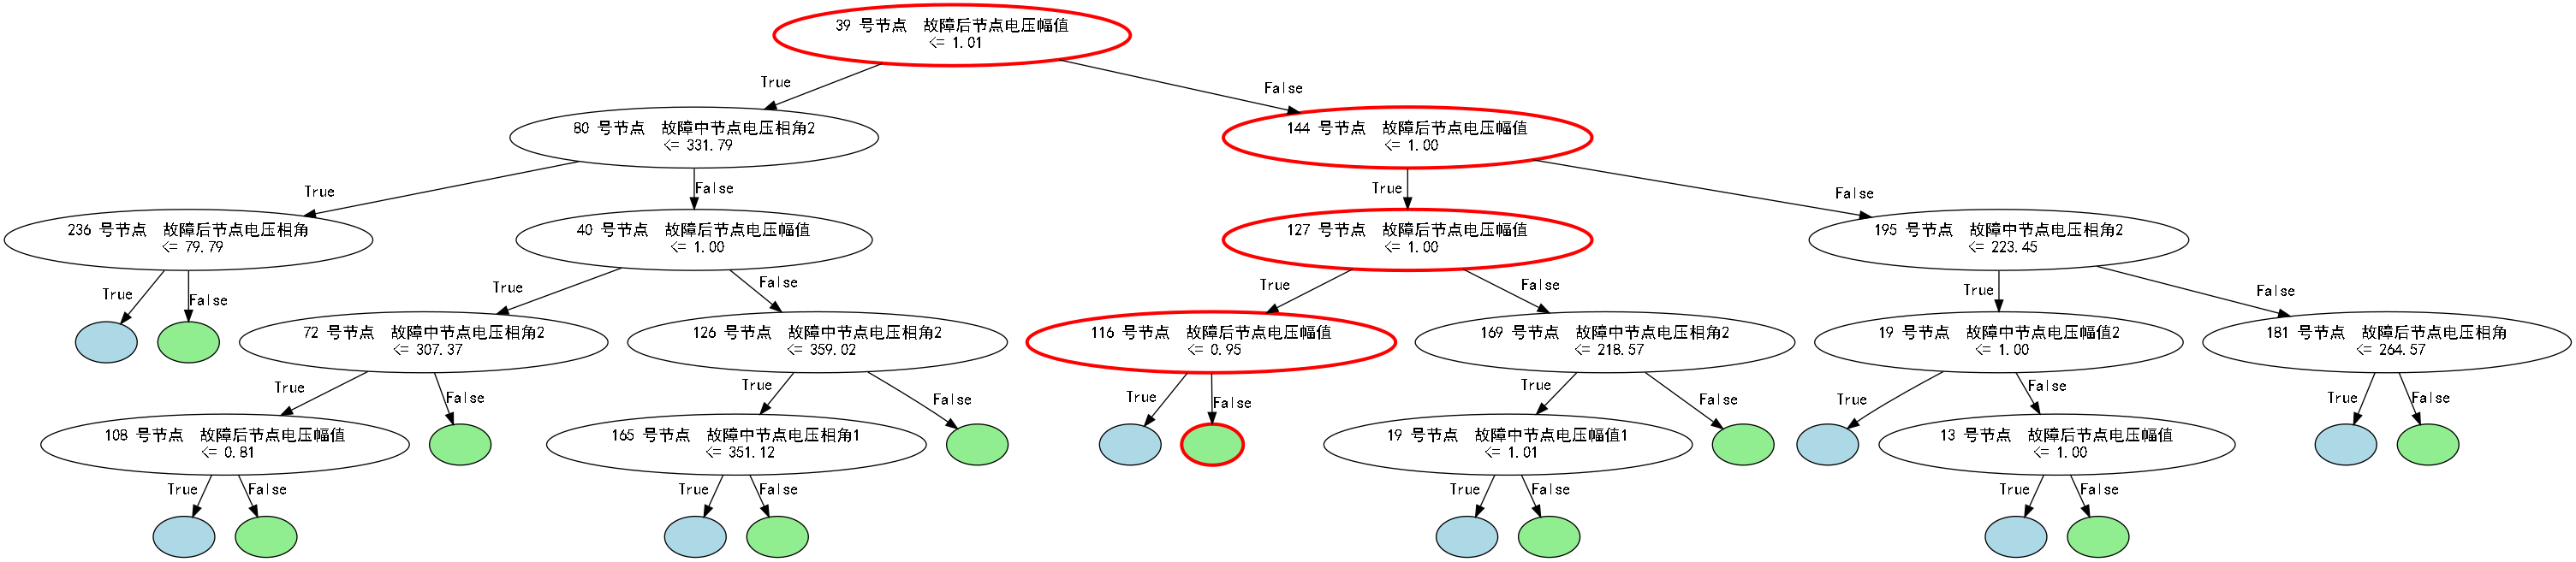 39 号节点  故障后节点电压幅值
<= 1.01
True
False
80 号节点  故障中节点电压相角2
<= 331.79
144 号节点  故障后节点电压幅值
<= 1.00
True
False
True
False
236 号节点  故障后节点电压相角
<= 79.79
40 号节点  故障后节点电压幅值
<= 1.00
127 号节点  故障后节点电压幅值
<= 1.00
195 号节点  故障中节点电压相角2
<= 223.45
True
False
True
False
True
False
True
False
72 号节点  故障中节点电压相角2
<= 307.37
126 号节点  故障中节点电压相角2
<= 359.02
116 号节点  故障后节点电压幅值
<= 0.95
169 号节点  故障中节点电压相角2
<= 218.57
19 号节点  故障中节点电压幅值2
<= 1.00
181 号节点  故障后节点电压相角
<= 264.57
True
False
True
False
True
False
True
False
True
False
True
False
108 号节点  故障后节点电压幅值
<= 0.81
165 号节点  故障中节点电压相角1
<= 351.12
19 号节点  故障中节点电压幅值1
<= 1.01
13 号节点  故障后节点电压幅值
<= 1.00
True
False
True
False
True
False
True
False